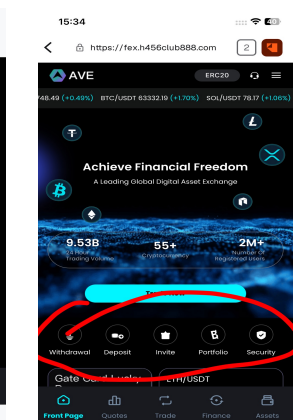 15:34
https://fex.h456club888.com
2
AVE
ERC20
748.49 (+0.49%) BTC/USDT 63332.19 (+1.70%) SOL/USDT 78.17 (+1.06%)
Achieve Financial Freedom
A Leading Global Digital Asset Exchange
9.53B
55+
2M+
24 Hour
Trading Volume
Cryptocurrency
Number of
Registered Users
Withdrawal Deposit Invite Portfolio Security
ETH/USDT
Front Page Quotes Trade Finance Assets